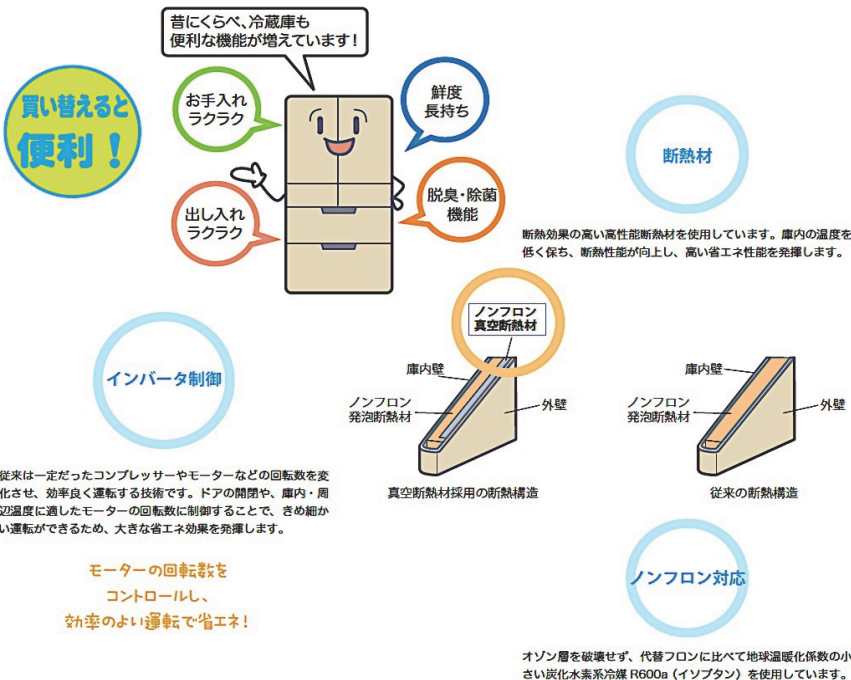 昔にくらべ、冷蔵庫も
便利な機能が増えています！
買い替えると
便利！
お手入れ
ラクラク
鮮度
長持ち
出し入れ
ラクラク
脱臭・除菌
機能
断熱材
断熱効果の高い高性能断熱材を使用しています。庫内の温度を
低く保ち、断熱性能が向上し、高い省エネ性能を発揮します。
インバータ制御
従来は一定だったコンプレッサーやモーターなどの回転数を変
化させ、効率良く運転する技術です。ドアの開閉や、庫内・周
辺温度に適したモーターの回転数に制御することで、きめ細か
い運転ができるため、大きな省エネ効果を発揮します。
モーターの回転数を
コントロールし、
効率のよい運転で省エネ！
ノンフロン
真空断熱材
庫内壁
ノンフロン
発泡断熱材
外壁
真空断熱材採用の断熱構造
庫内壁
ノンフロン
発泡断熱材
外壁
従来の断熱構造
ノンフロン対応
オゾン層を破壊せず、代替フロンに比べて地球温暖化係数の小
さい炭化水素系冷媒 R600a（イソブタン）を使用しています。